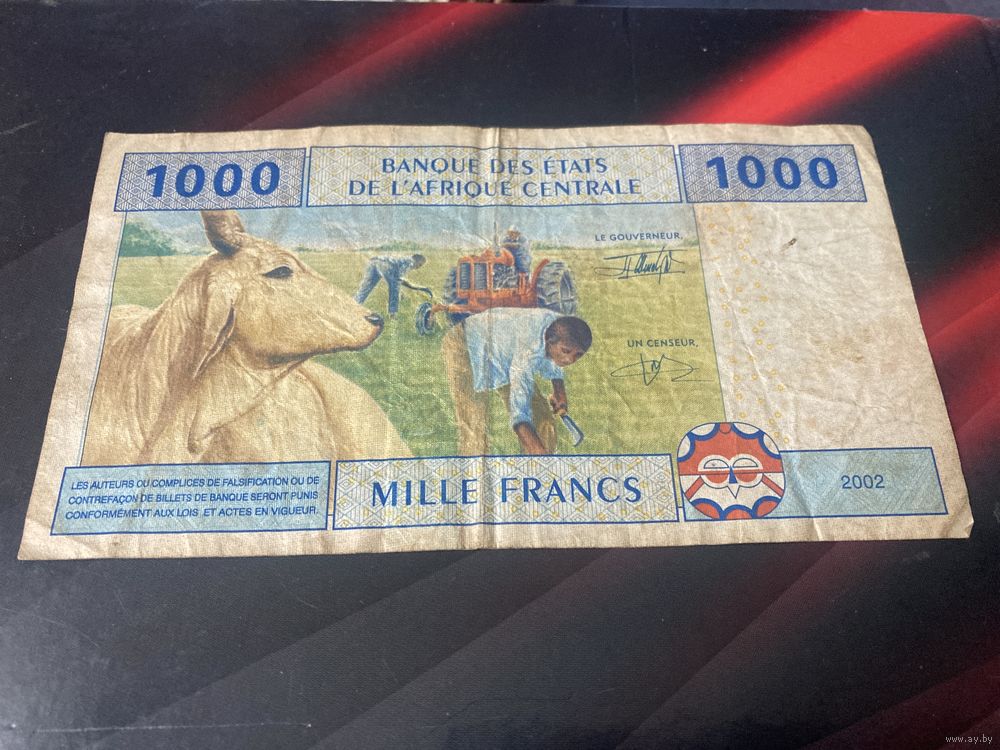 1000
BANQUE DES ÉTATS
DE L'AFRIQUE CENTRALE
1000
LE GOUVERNEUR,
UN CENSEUR,
LES AUTEURS OU COMPLICES DE FALSIFICATION OU DE
CONTREFAÇON DE BILLETS DE BANQUE SERONT PUNIS
CONFORMÉMENT AUX LOIS ET ACTES EN VIGUEUR.
MILLE FRANCS
2002
www.ay.by